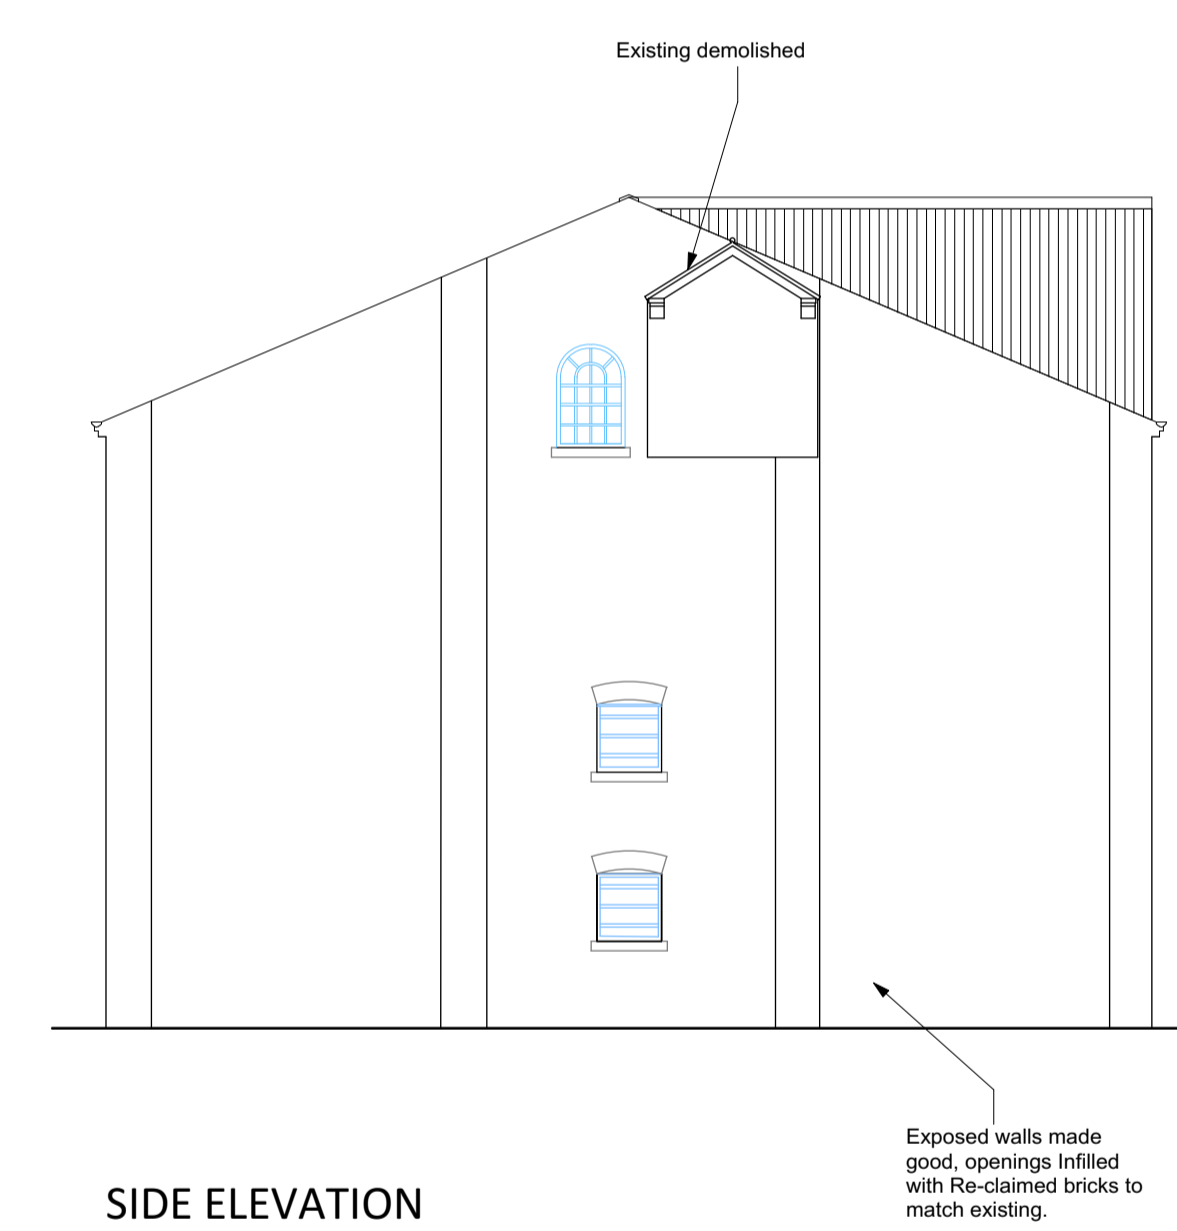 Existing demolished
Exposed walls made
good, openings Infilled
with Re-claimed bricks to
match existing.
SIDE ELEVATION